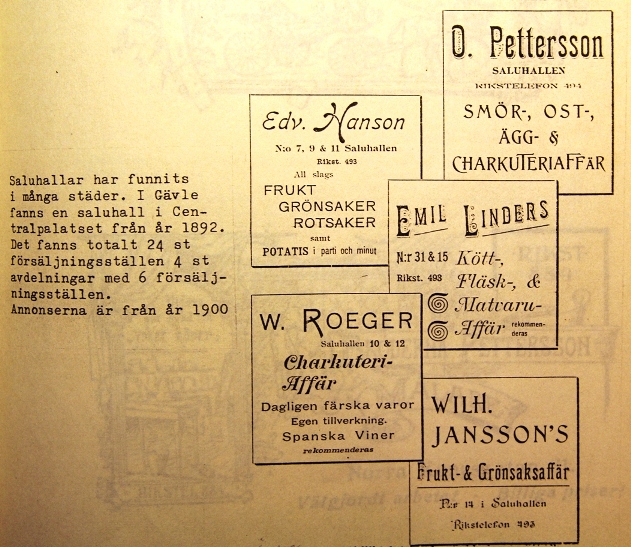 Saluhallar har funnits
i många städer. I Gävle
fanns en saluhall i Cen-
tralpalatset från år 1892.
Det fanns totalt 24 st
försäljningsställen 4 st
avdelningar med 6 försälj-
ningsställen.
Annonserna är från år 1900
O. Pettersson
SALUHALLEN
RIKSTELEFON 494
SMÖR-, OST-,
ÄGG- &
CHARKUTERIAFFÄR
Edv. Hanson
N:o 7, 9 & 11 Saluhallen
Rikst. 493
All slags
FRUKT
GRÖNSAKER
ROTSAKER
samt
POTATIS i parti och minut
EMIL LINDERS
N:r 31 & 15
Rikst. 493
Kött-,
Fläsk-, &
Matvaru-
Affär rekommen-
deras
W. ROEGER
Saluhallen 10 & 12
Charkuteri-
Affär
Dagligen färska varor
Egen tillverkning.
Spanska Viner
rekommenderas
WILH.
JANSSON'S
Frukt- & Grönsaksaffär
N:r 14 i Saluhallen
Rikstelefon 493